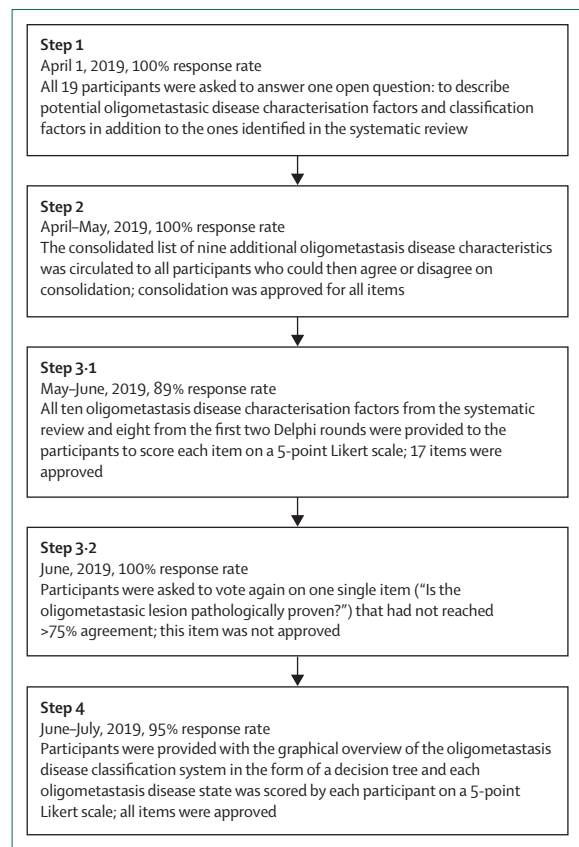 Step 1
April 1, 2019, 100% response rate
All 19 participants were asked to answer one open question: to describe
potential oligometastasic disease characterisation factors and classification
factors in addition to the ones identified in the systematic review
Step 2
April–May, 2019, 100% response rate
The consolidated list of nine additional oligometastasis disease characteristics
was circulated to all participants who could then agree or disagree on
consolidation; consolidation was approved for all items
Step 3·1
May–June, 2019, 89% response rate
All ten oligometastasis disease characterisation factors from the systematic
review and eight from the first two Delphi rounds were provided to the
participants to score each item on a 5-point Likert scale; 17 items were
approved
Step 3·2
June, 2019, 100% response rate
Participants were asked to vote again on one single item (“Is the
oligometastasic lesion pathologically proven?”) that had not reached
>75% agreement; this item was not approved
Step 4
June–July, 2019, 95% response rate
Participants were provided with the graphical overview of the oligometastasis
disease classification system in the form of a decision tree and each
oligometastasis disease state was scored by each participant on a 5-point
Likert scale; all items were approved